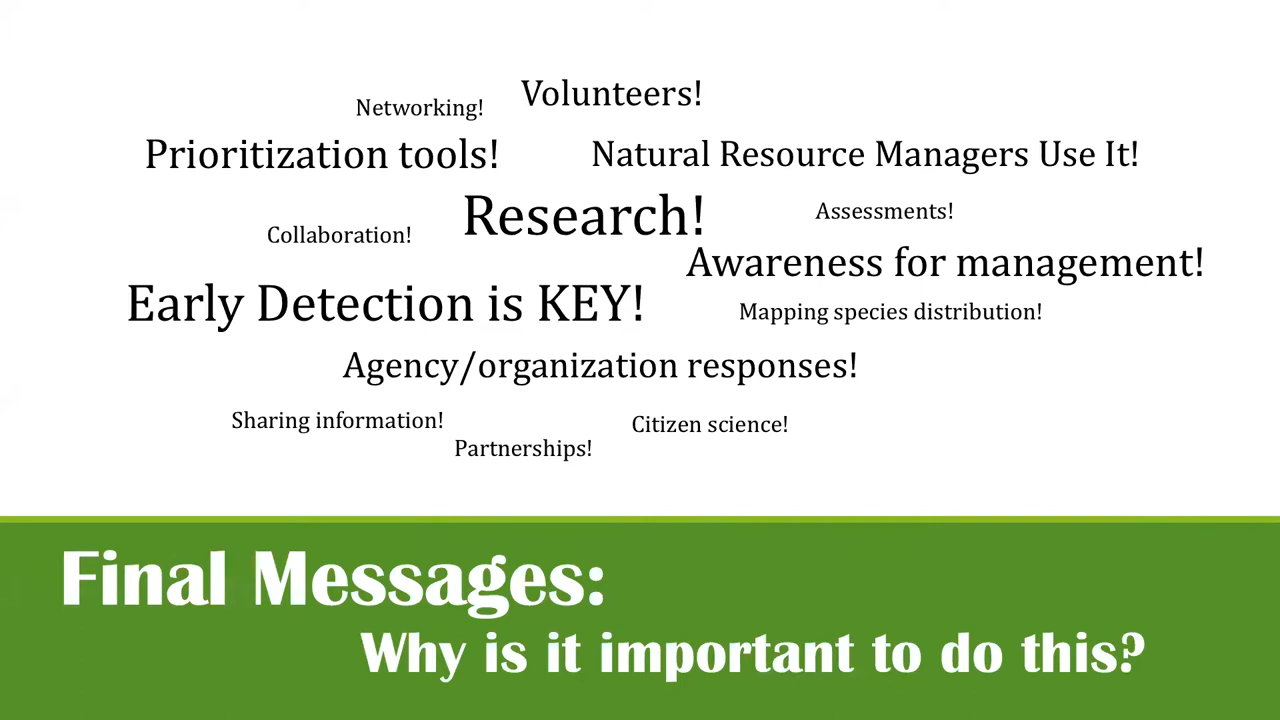 Volunteers!
Networking!
Prioritization tools!
Natural Resource Managers Use It!
Research!
Assessments!
Collaboration!
Awareness for management!
Early Detection is KEY!
Mapping species distribution!
Agency/organization responses!
Sharing information!
Citizen science!
Partnerships!
Final Messages:
Why is it important to do this?